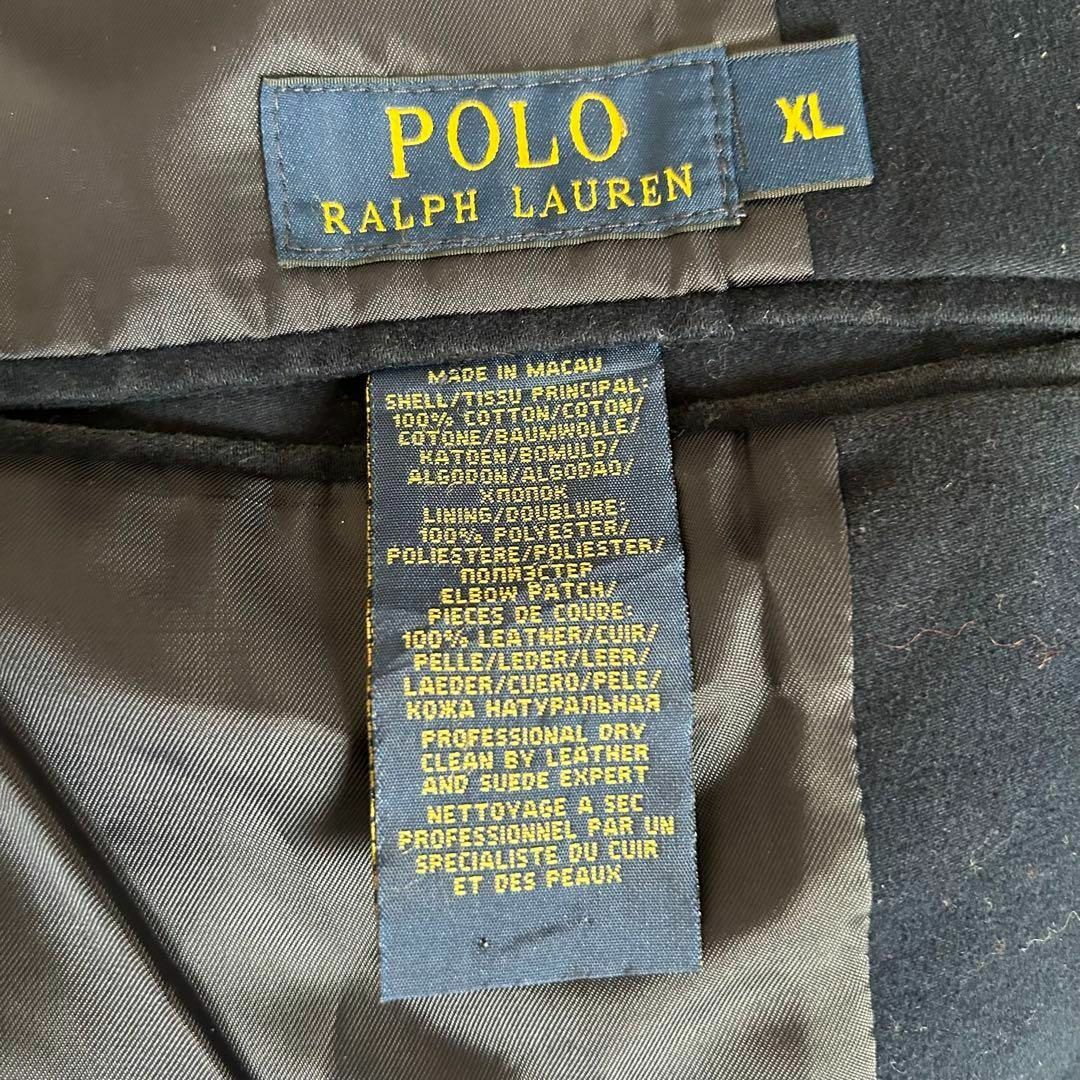 POLO
RALPH LAUREN
XL
MADE IN MACAU
SHELL/TISSU PRINCIPAL:
100% COTTON/COTON/
COTONE/BAUMWOLLE/
KATOEN/BOMULD/
ALGODON/ALGODAO/
ХЛОПОК
LINING/DOUBLURE:
100% POLYESTER/
POLIESTERE/POLIESTER/
ПОЛИЭСТЕР
ELBOW PATCH/
PIECES DE COUDE:
100% LEATHER/CUIR/
PELLE/LEDER/LEER/
LAEDER/CUERO/PELE/
КОЖА НАТУРАЛЬНАЯ
PROFESSIONAL DRY
CLEAN BY LEATHER
AND SUEDE EXPERT
NETTOYAGE A SEC
PROFESSIONNEL PAR UN
SPECIALISTE DU CUIR
ET DES PEAUX